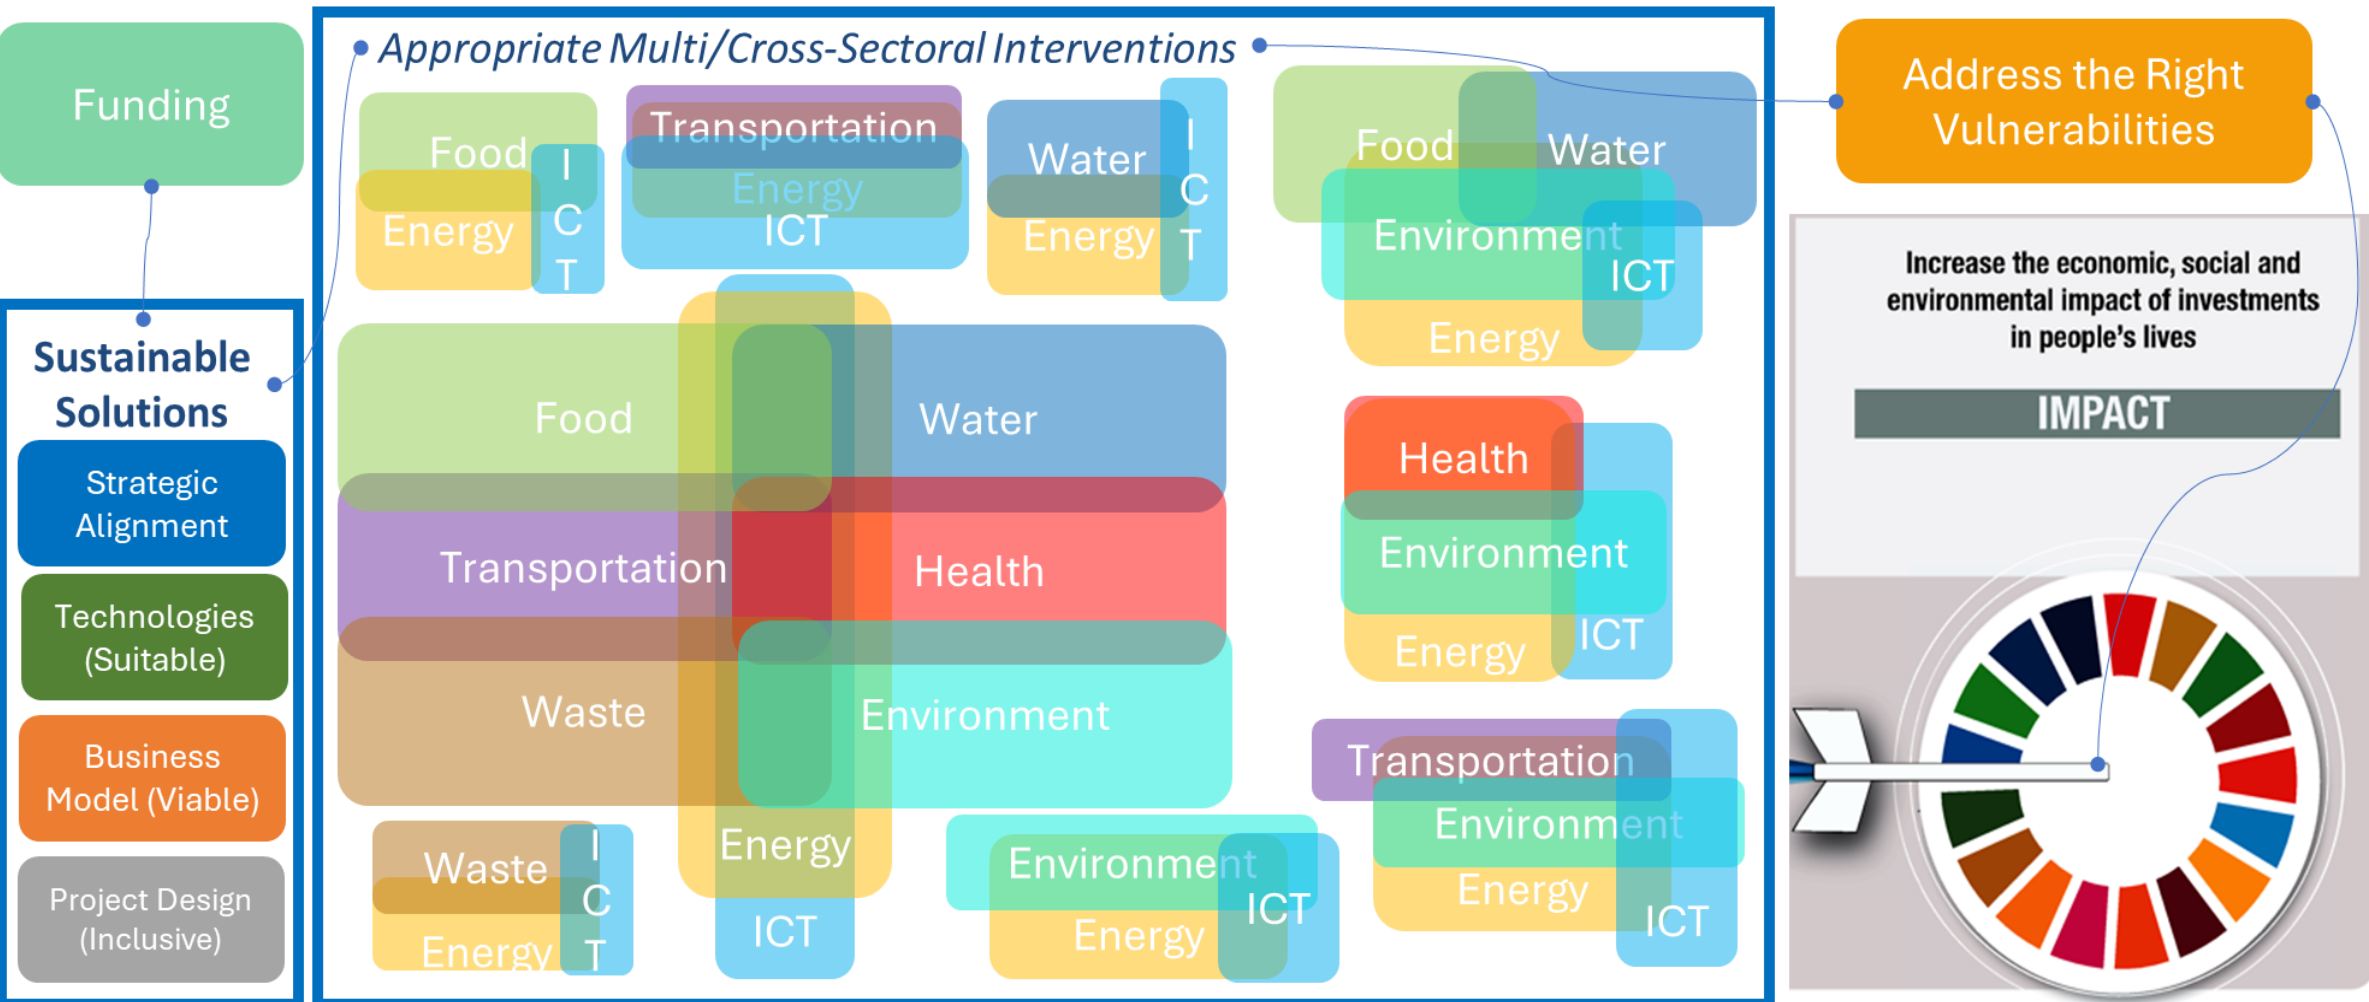 Funding
Sustainable
Solutions
Strategic
Alignment
Technologies
(Suitable)
Business
Model (Viable)
Project Design
(Inclusive)
Appropriate Multi/Cross-Sectoral Interventions
Food
Energy
ICT
Transportation
Energy
ICT
Water
Energy
ICT
Food
Water
Environment
ICT
Energy
Food
Water
Transportation
Health
Waste
Environment
Energy
ICT
Health
Environment
Energy
ICT
Waste
Energy
ICT
Environment
ICT
Energy
Transportation
Environment
Energy
ICT
Address the Right
Vulnerabilities
Increase the economic, social and
environmental impact of investments
in people's lives
IMPACT